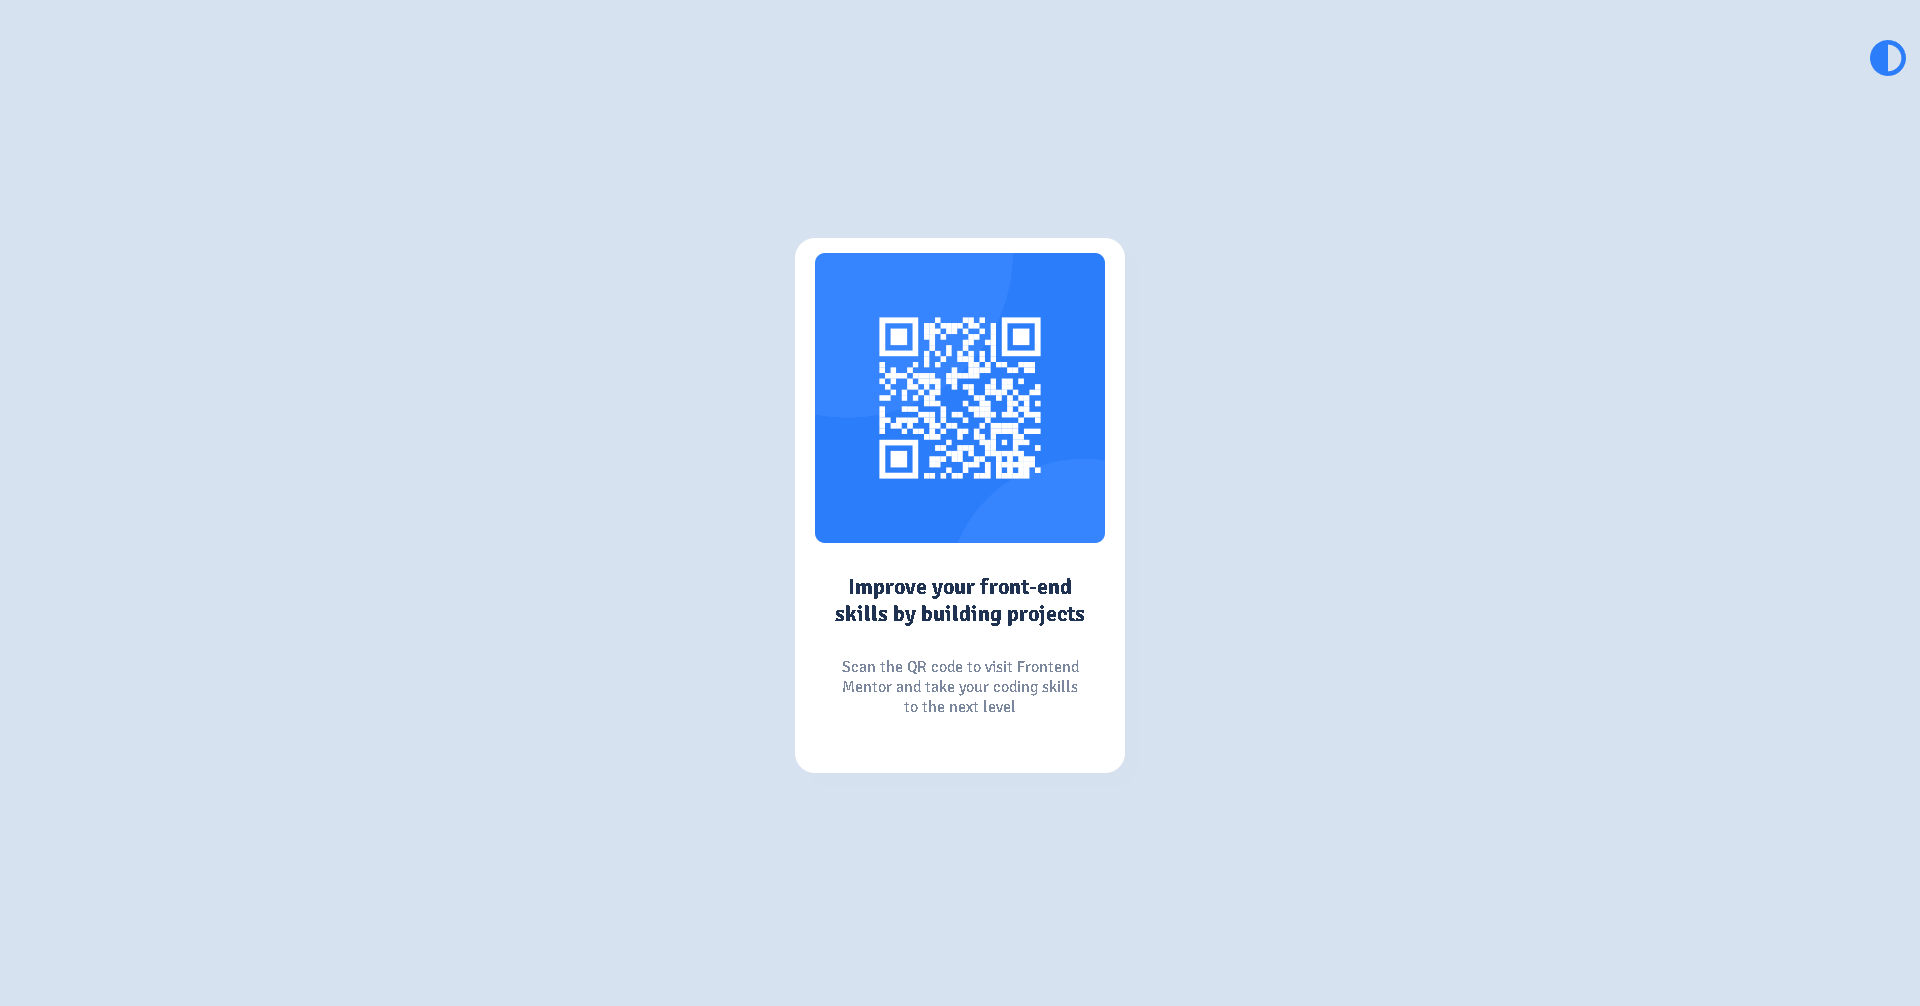 Improve your front-end
skills by building projects
Scan the QR code to visit Frontend
Mentor and take your coding skills
to the next level